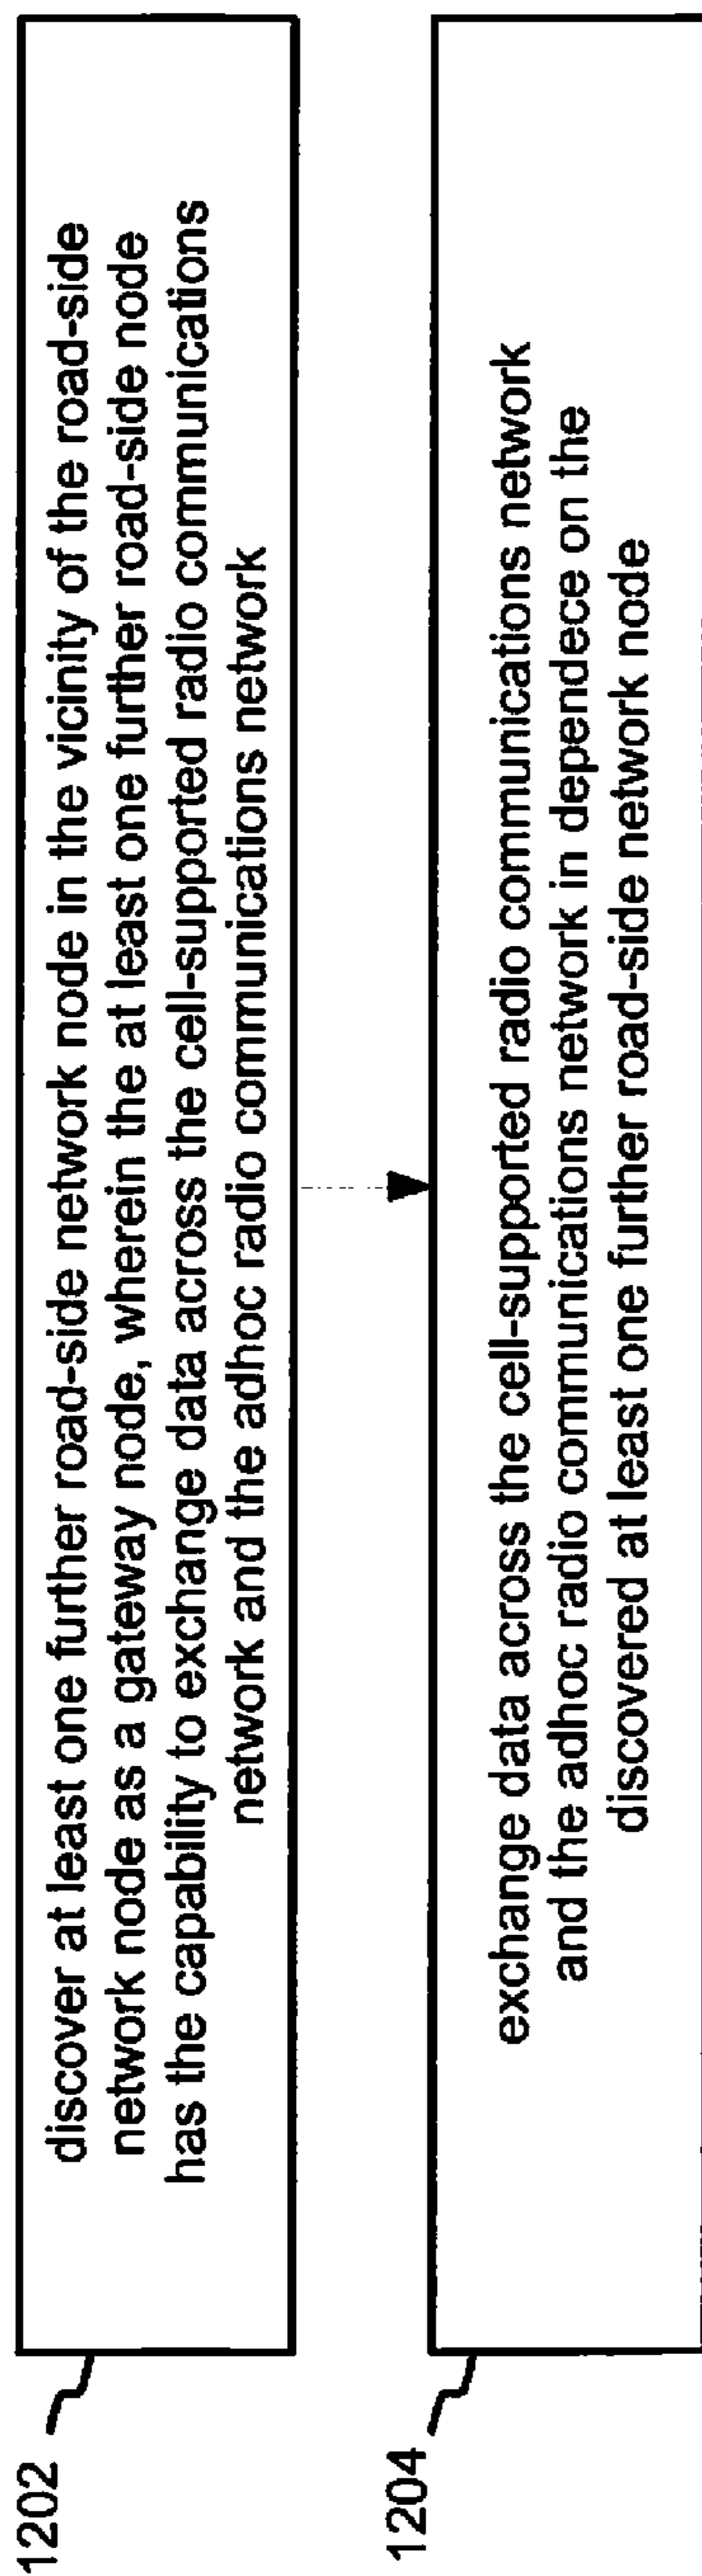 discover at least one further road-side network node in the vicinity of the road-side
network node as a gateway node, wherein the at least one further road-side node
has the capability to exchange data across the cell-supported radio communications
network and the adhoc radio communications network
1202
exchange data across the cell-supported radio communications network
and the adhoc radio communications network in dependece on the
discovered at least one further road-side network node
1204